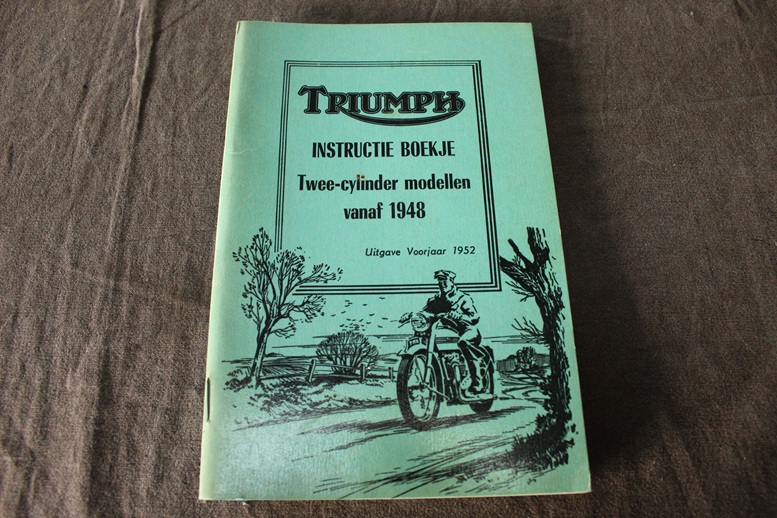 TRIUMPH
INSTRUCTIE BOEKJE
Twee-cylinder modellen
vanaf 1948
Uitgave Voorjaar 1952